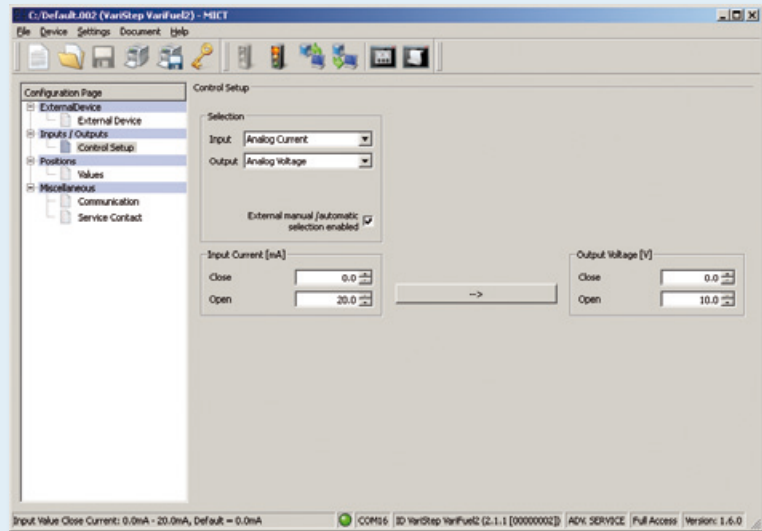 C:/Default.002 (VariStep VariFuel2) - MICT
File Device Settings Document Help
Configuration Page
ExternalDevice
External Device
Inputs / Outputs
Control Setup
Positions
Values
Miscellaneous
Communication
Service Contact
Control Setup
Selection
Input Analog Current
Output Analog Voltage
External manual /automatic
selection enabled
Input Current [mA]
Close 0.0
Open 20.0
-->
Output Voltage [V]
Close 0.0
Open 10.0
Input Value Close Current: 0.0mA - 20.0mA, Default = 0.0mA COM16 ID VariStep VariFuel2 (2.1.1 [00000002]) ADV. SERVICE Full Access Version: 1.6.0